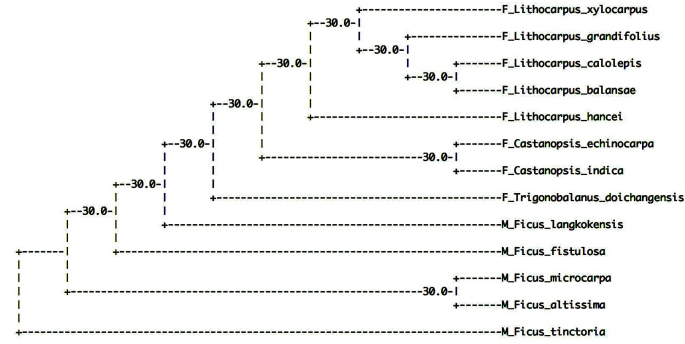 F_Lithocarpus_xylocarpus
30.0
F_Lithocarpus_grandifolius
30.0
30.0
F_Lithocarpus_calolepis
30.0
F_Lithocarpus_balansae
30.0
F_Lithocarpus_hancei
30.0
F_Castanopsis_echinocarpa
30.0
F_Castanopsis_indica
30.0
F_Trigonobalanus_doichangensis
30.0
M_Ficus_langkokensis
M_Ficus_fistulosa
M_Ficus_microcarpa
30.0
M_Ficus_altissima
M_Ficus_tinctoria